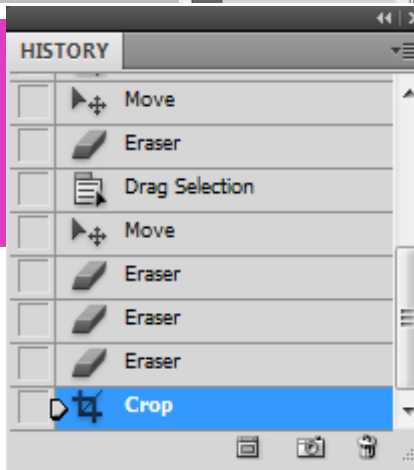 HISTORY
Move
Eraser
Drag Selection
Move
Eraser
Eraser
Eraser
Crop